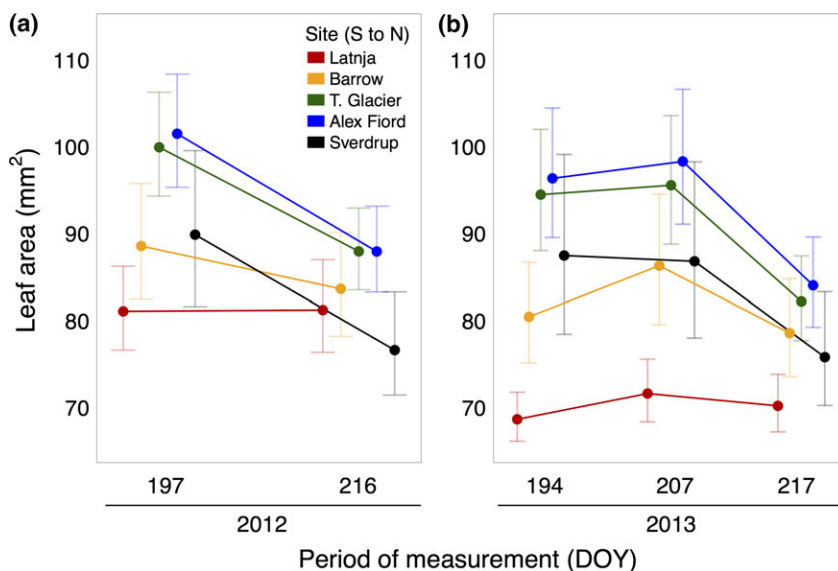 (a)
Site (S to N)
Latnja
Barrow
T. Glacier
Alex Fiord
Sverdrup
Leaf area (mm²)
110
100
90
80
70
197 216
2012
(b)
110
100
90
80
70
194 207 217
2013
Period of measurement (DOY)